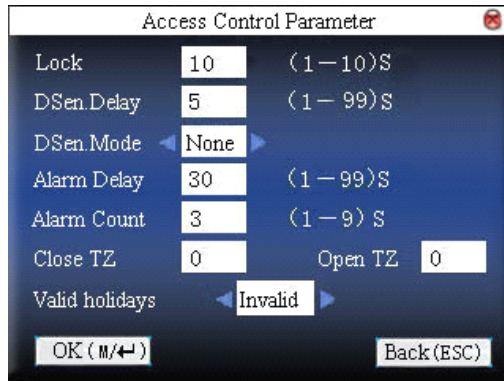 Access Control Parameter
Lock 10 (1－10)S
DSen.Delay 5 (1－99)S
DSen.Mode None
Alarm Delay 30 (1－99)S
Alarm Count 3 (1－9) S
Close TZ 0 Open TZ 0
Valid holidays Invalid
OK (M/↵) Back (ESC)